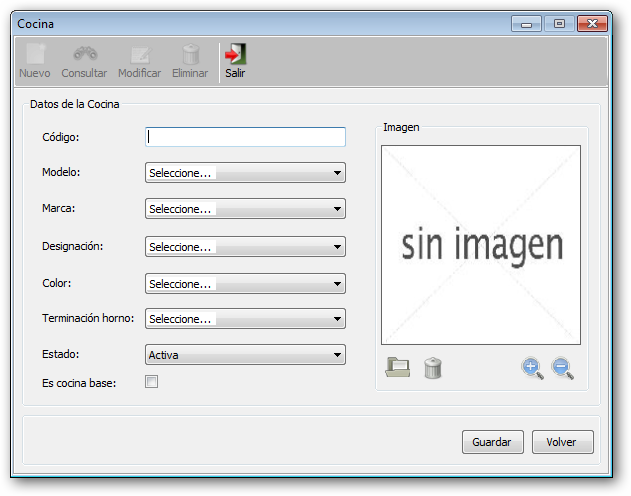 Cocina
Nuevo Consultar Modificar Eliminar Salir
Datos de la Cocina
Código:
Modelo: Seleccione...
Marca: Seleccione...
Designación: Seleccione...
Color: Seleccione...
Terminación horno: Seleccione...
Estado: Activa
Es cocina base:
Imagen
sin imagen
Guardar Volver